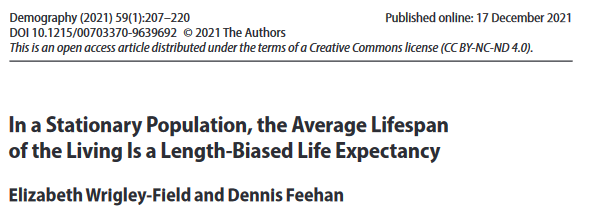 Demography (2021) 59(1):207–220 Published online: 17 December 2021
DOI 10.1215/00703370-9639692 © 2021 The Authors
This is an open access article distributed under the terms of a Creative Commons license (CC BY-NC-ND 4.0).
In a Stationary Population, the Average Lifespan
of the Living Is a Length-Biased Life Expectancy
Elizabeth Wrigley-Field and Dennis Feehan